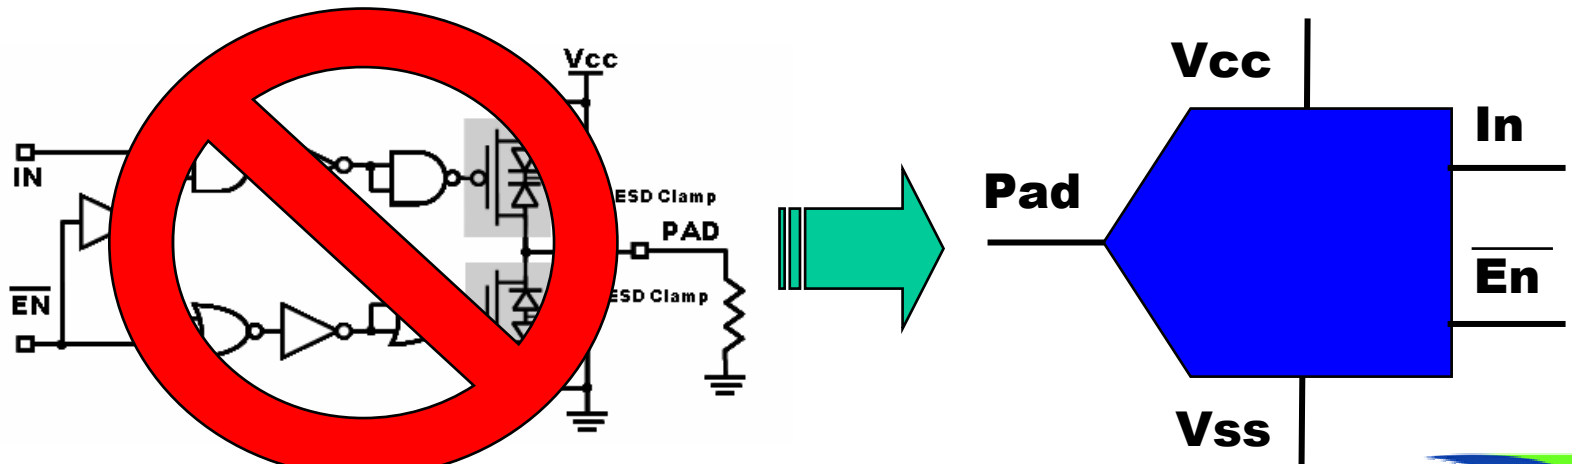 Vcc
IN
ESD Clamp
PAD
EN
ESD Clamp
Vcc
In
Pad
En
Vss